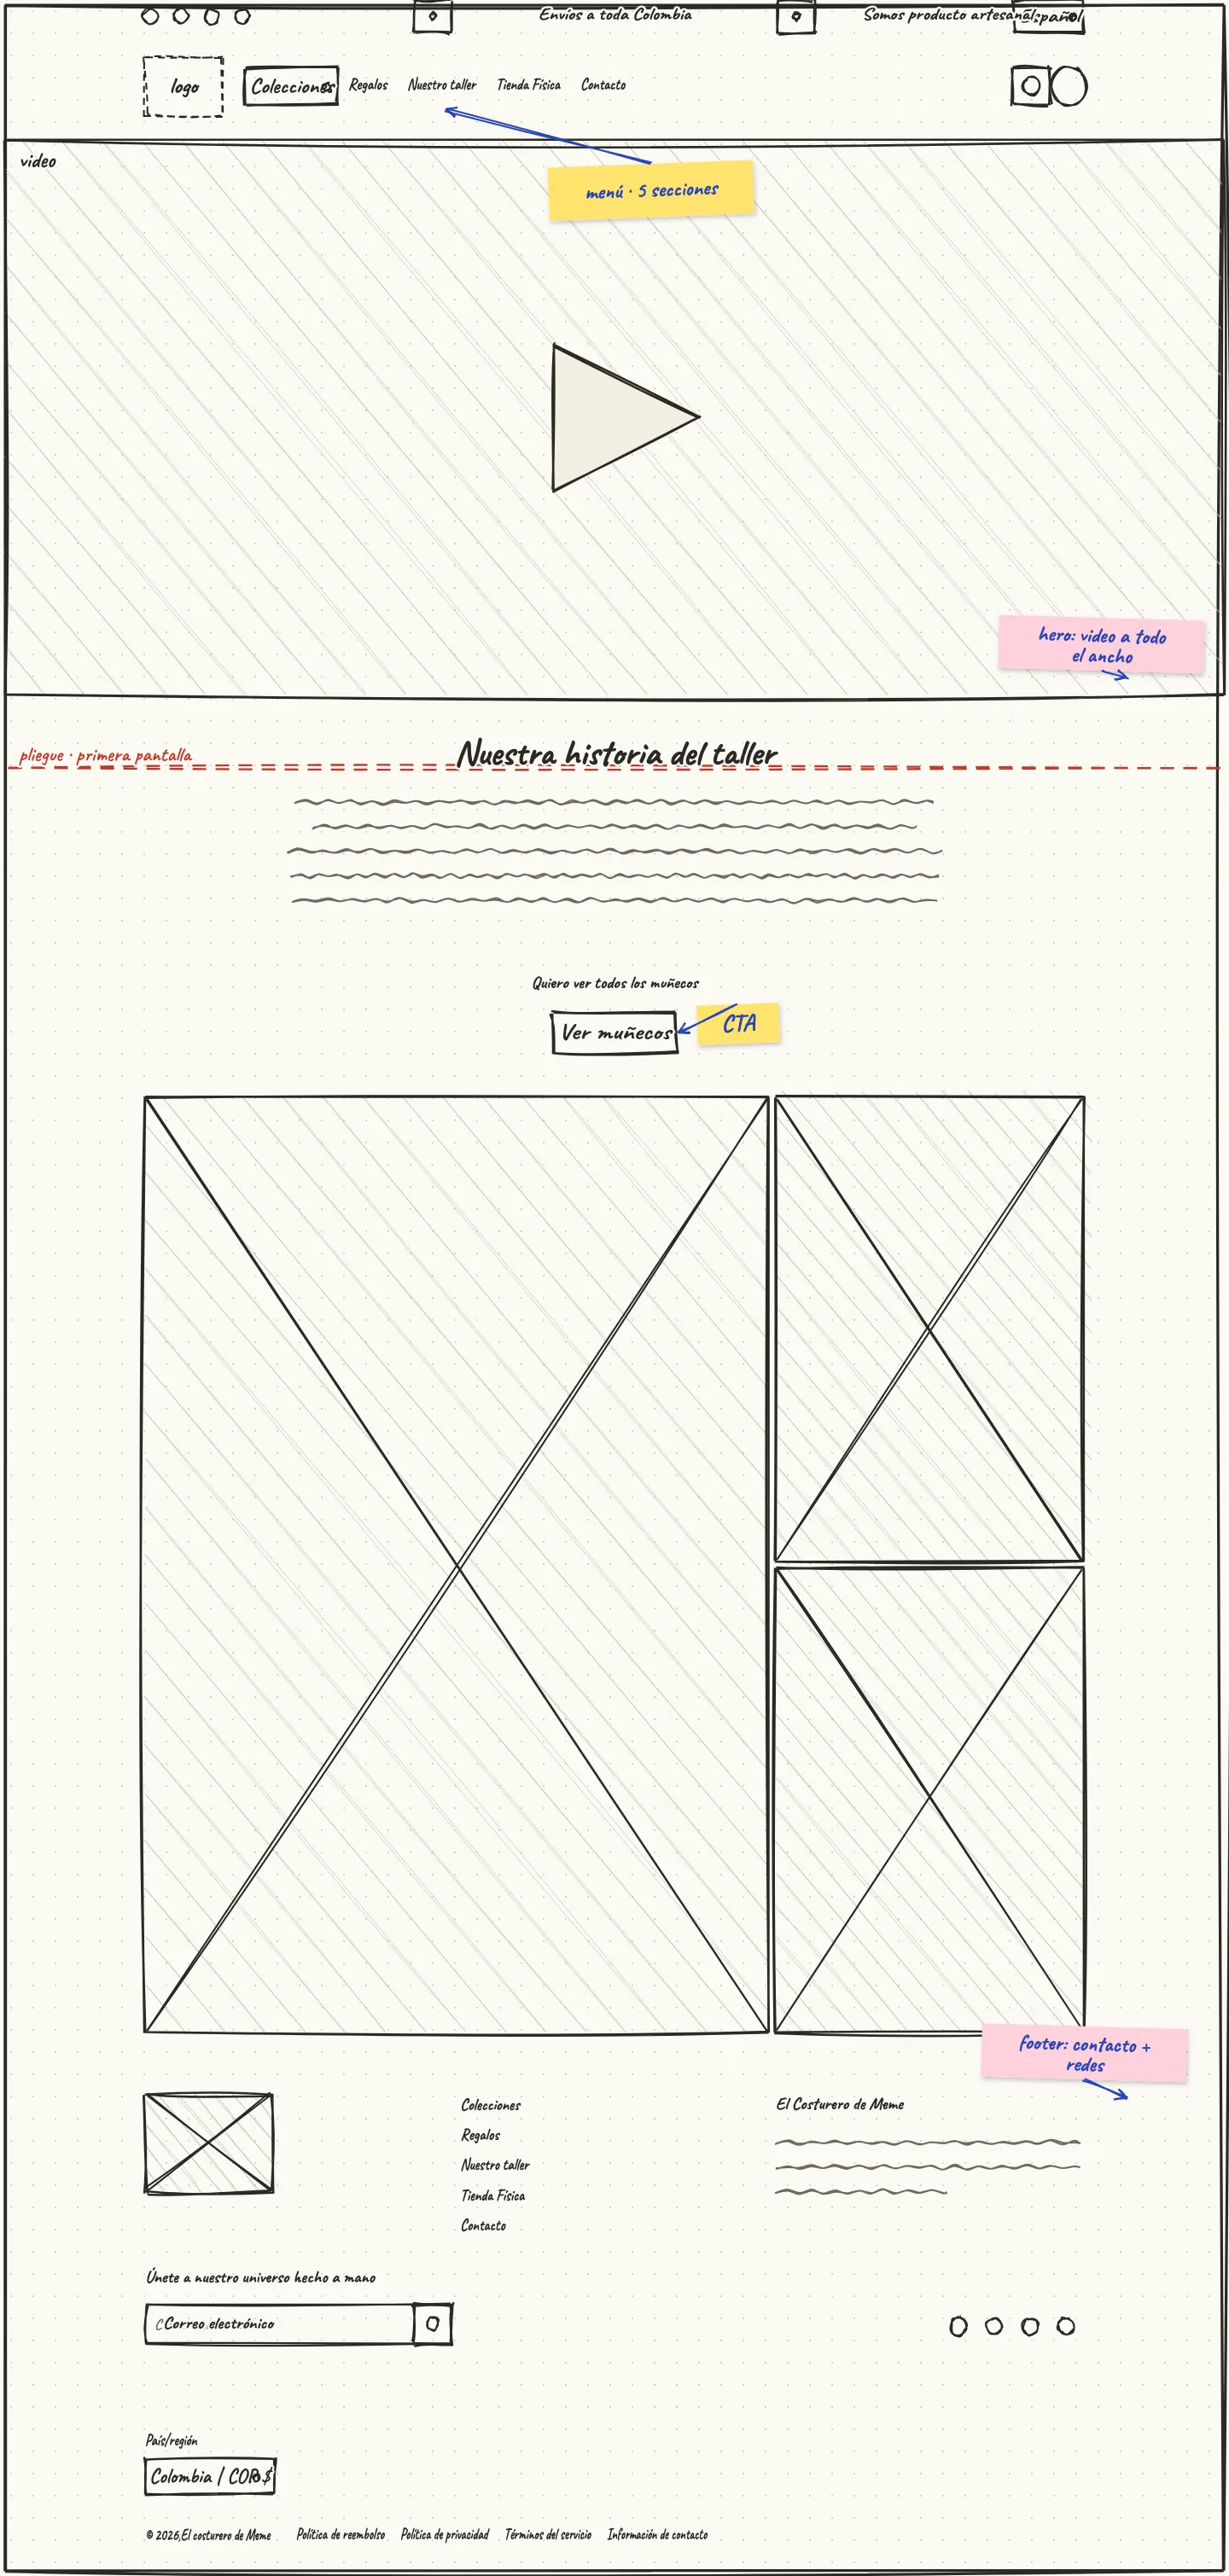 Envíos a toda Colombia
Somos producto artesanal
Español
logo
Colecciones
Regalos
Nuestro taller
Tienda Física
Contacto
video
menú · 5 secciones
hero: video a todo
el ancho
pliegue · primera pantalla
Nuestra historia del taller
Quiero ver todos los muñecos
Ver muñecos
CTA
footer: contacto +
redes
Colecciones
Regalos
Nuestro taller
Tienda Física
Contacto
El Costurero de Meme
Únete a nuestro universo hecho a mano
Correo electrónico
País/región
Colombia / COP $
© 2026,El costurero de Meme
Política de reembolso
Política de privacidad
Términos del servicio
Información de contacto